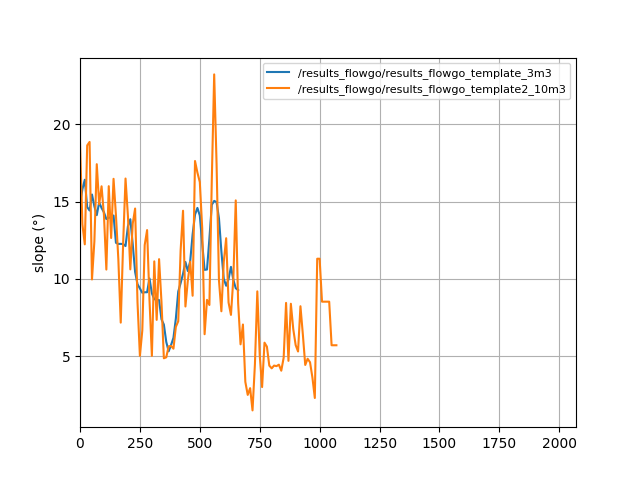 /results_flowgo/results_flowgo_template_3m3
/results_flowgo/results_flowgo_template2_10m3
slope (°)
20
15
10
5
0 250 500 750 1000 1250 1500 1750 2000